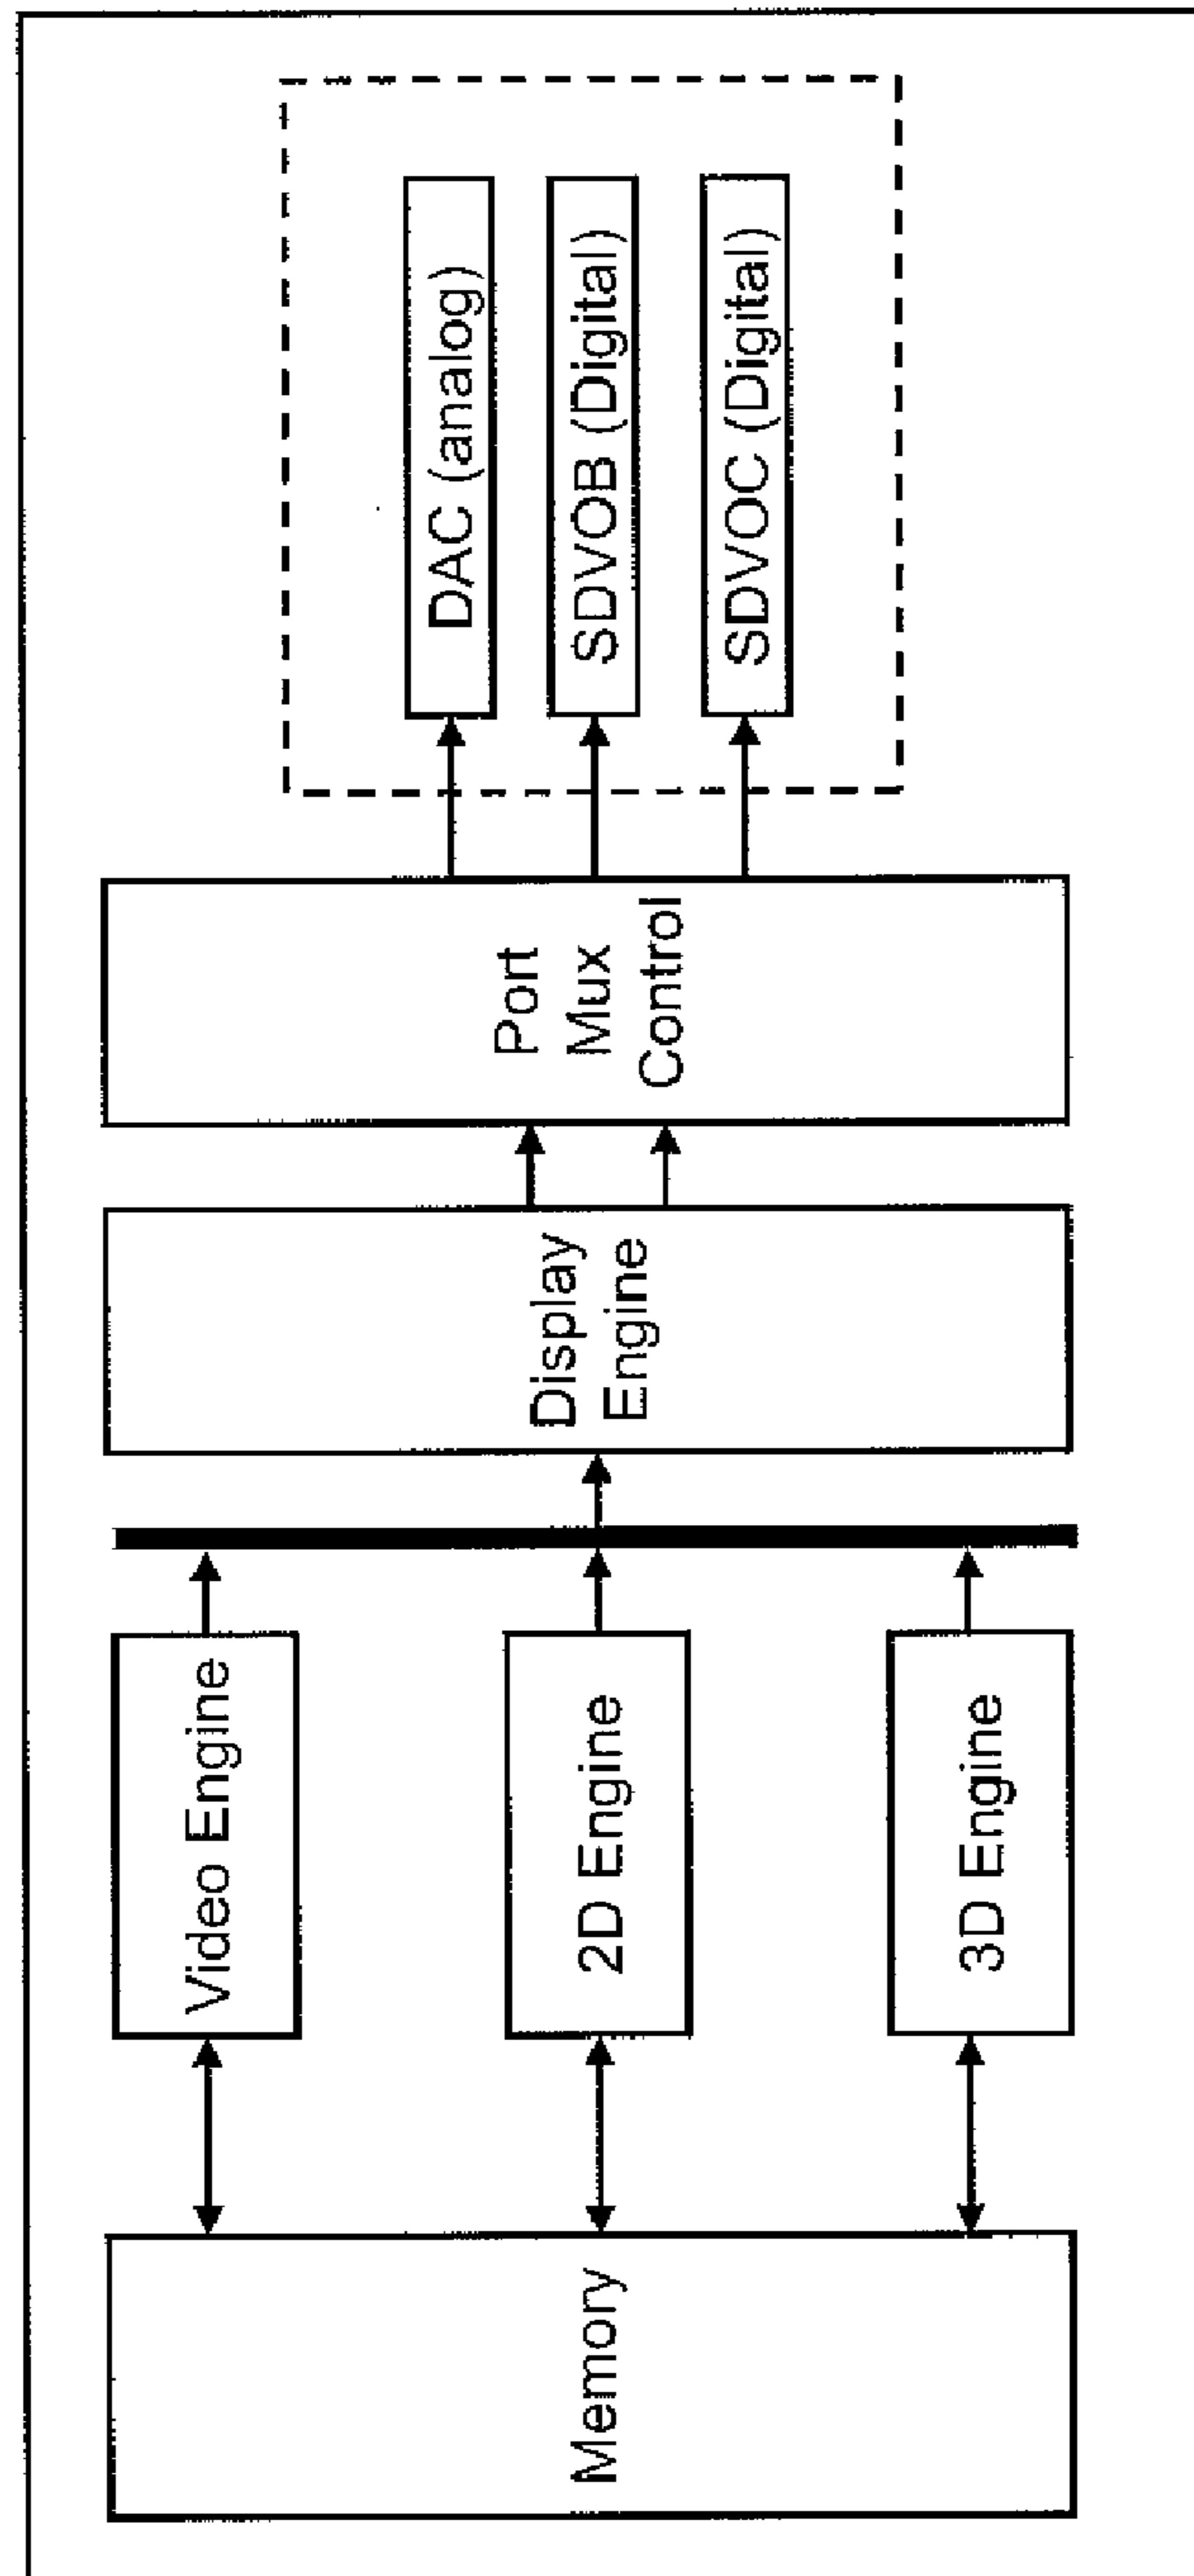 Memory
Video Engine
2D Engine
3D Engine
Display
Engine
Port
Mux
Control
DAC (analog)
SDVOB (Digital)
SDVOC (Digital)